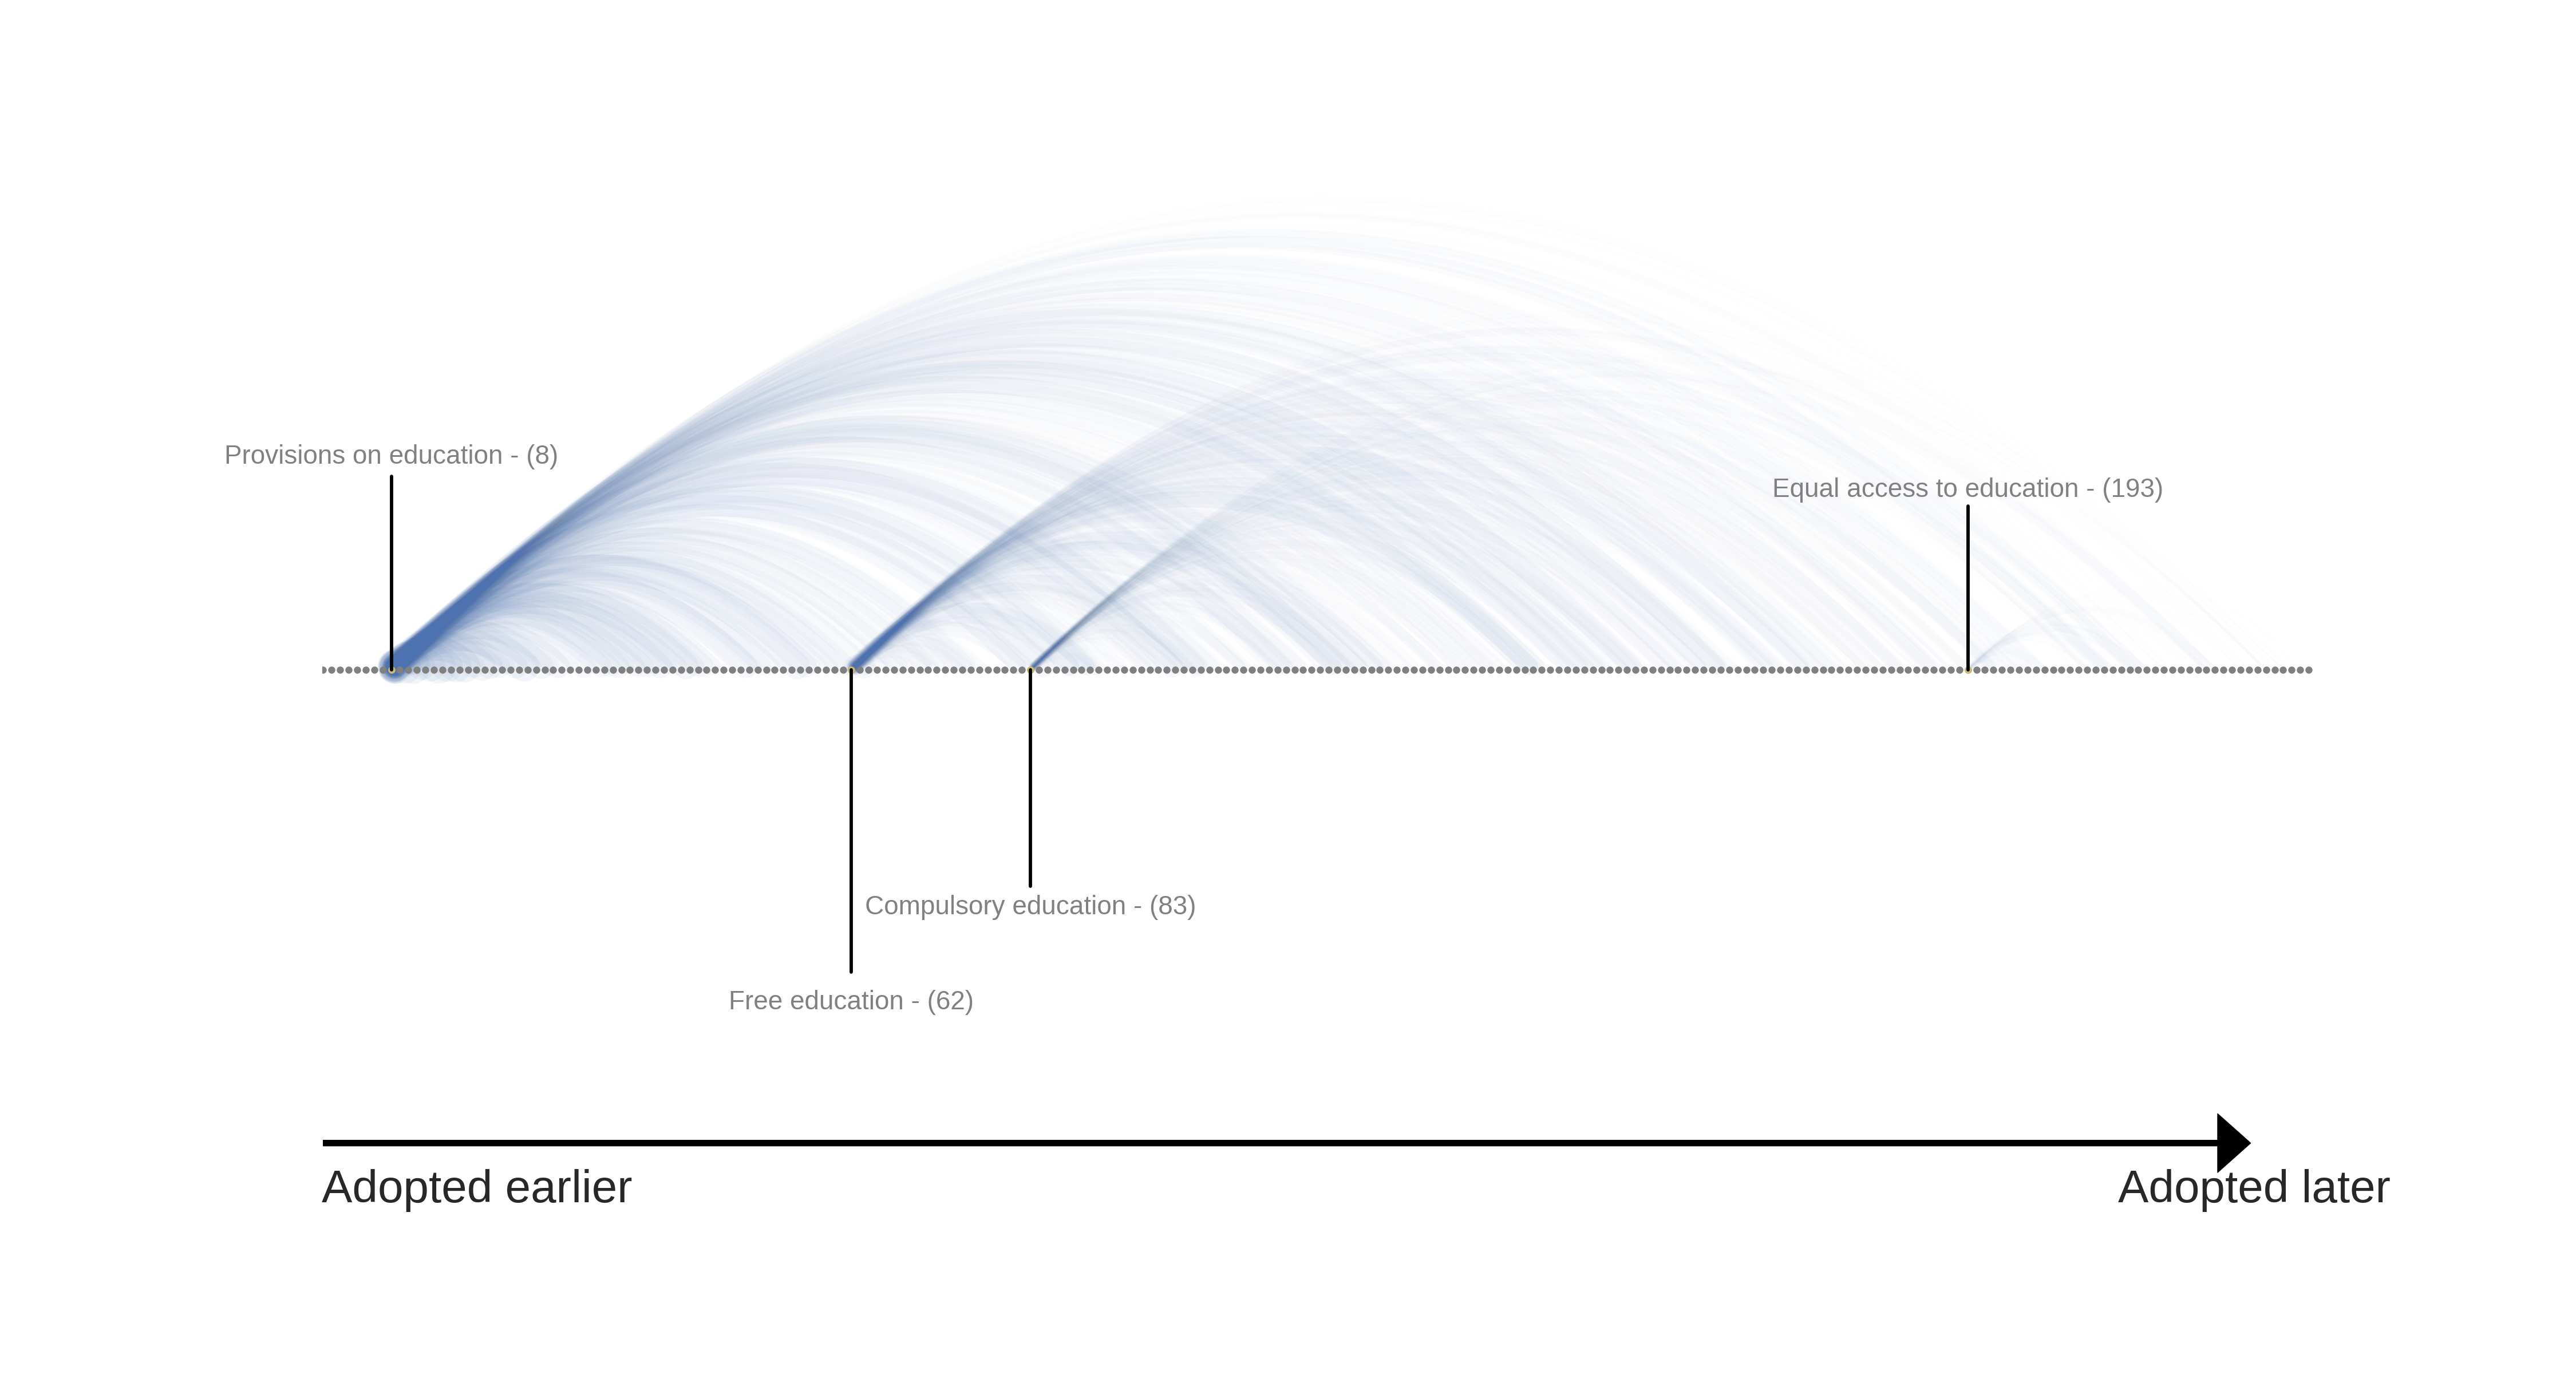 Provisions on education - (8)
Equal access to education - (193)
Compulsory education - (83)
Free education - (62)
Adopted earlier
Adopted later